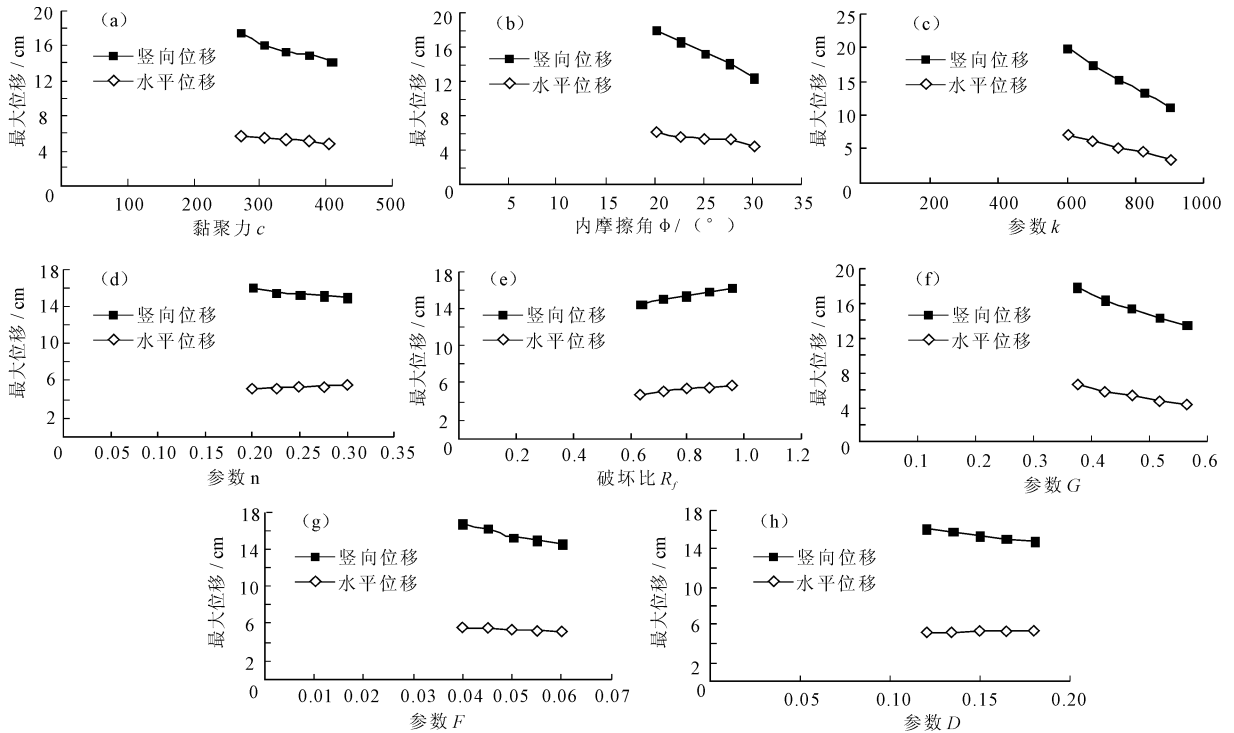 (a)
最大位移 / cm
20
16
12
8
4
0
竖向位移
水平位移
100 200 300 400 500
黏聚力 c
(b)
最大位移 / cm
20
16
12
8
4
0
竖向位移
水平位移
5 10 15 20 25 30 35
内摩擦角 Φ/(°)
(c)
最大位移 / cm
25
20
15
10
5
0
竖向位移
水平位移
200 400 600 800 1000
参数 k
(d)
最大位移 / cm
18
14
10
6
2
竖向位移
水平位移
0 0.05 0.10 0.15 0.20 0.25 0.30 0.35
参数 n
(e)
最大位移 / cm
18
14
10
6
2
0
竖向位移
水平位移
0.2 0.4 0.6 0.8 1.0 1.2
破坏比 Rf
(f)
最大位移 / cm
20
16
12
8
4
0
竖向位移
水平位移
0.1 0.2 0.3 0.4 0.5 0.6
参数 G
(g)
最大位移 / cm
18
14
10
6
2
0
竖向位移
水平位移
0.01 0.02 0.03 0.04 0.05 0.06 0.07
参数 F
(h)
最大位移 / cm
18
14
10
6
2
0
竖向位移
水平位移
0.05 0.10 0.15 0.20
参数 D